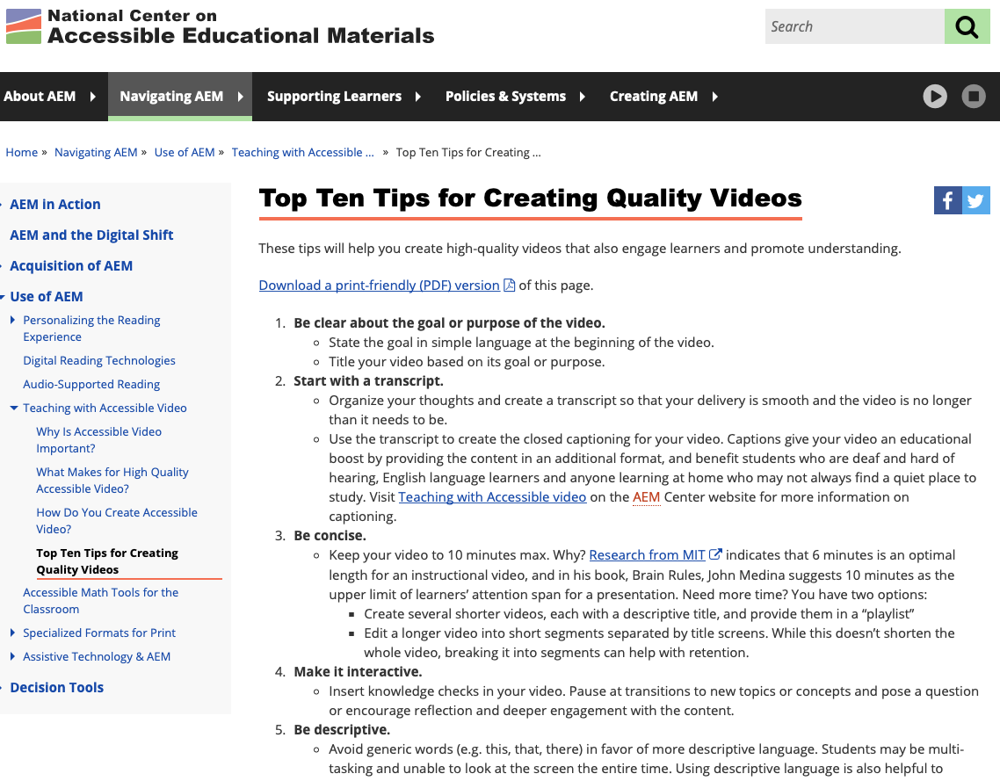 National Center on
Accessible Educational Materials
Search
About AEM
Navigating AEM
Supporting Learners
Policies & Systems
Creating AEM
Home » Navigating AEM » Use of AEM » Teaching with Accessible ... » Top Ten Tips for Creating ...
AEM in Action
AEM and the Digital Shift
Acquisition of AEM
Use of AEM
Personalizing the Reading
Experience
Digital Reading Technologies
Audio-Supported Reading
Teaching with Accessible Video
Why Is Accessible Video
Important?
What Makes for High Quality
Accessible Video?
How Do You Create Accessible
Video?
Top Ten Tips for Creating
Quality Videos
Accessible Math Tools for the
Classroom
Specialized Formats for Print
Assistive Technology & AEM
Decision Tools
Top Ten Tips for Creating Quality Videos
These tips will help you create high-quality videos that also engage learners and promote understanding.
Download a print-friendly (PDF) version of this page.
1. Be clear about the goal or purpose of the video.
State the goal in simple language at the beginning of the video.
Title your video based on its goal or purpose.
2. Start with a transcript.
Organize your thoughts and create a transcript so that your delivery is smooth and the video is no longer
than it needs to be.
Use the transcript to create the closed captioning for your video. Captions give your video an educational
boost by providing the content in an additional format, and benefit students who are deaf and hard of
hearing, English language learners and anyone learning at home who may not always find a quiet place to
study. Visit Teaching with Accessible video on the AEM Center website for more information on
captioning.
3. Be concise.
Keep your video to 10 minutes max. Why? Research from MIT indicates that 6 minutes is an optimal
length for an instructional video, and in his book, Brain Rules, John Medina suggests 10 minutes as the
upper limit of learners’ attention span for a presentation. Need more time? You have two options:
Create several shorter videos, each with a descriptive title, and provide them in a “playlist”
Edit a longer video into short segments separated by title screens. While this doesn’t shorten the
whole video, breaking it into segments can help with retention.
4. Make it interactive.
Insert knowledge checks in your video. Pause at transitions to new topics or concepts and pose a question
or encourage reflection and deeper engagement with the content.
5. Be descriptive.
Avoid generic words (e.g. this, that, there) in favor of more descriptive language. Students may be multi-
tasking and unable to look at the screen the entire time. Using descriptive language is also helpful to